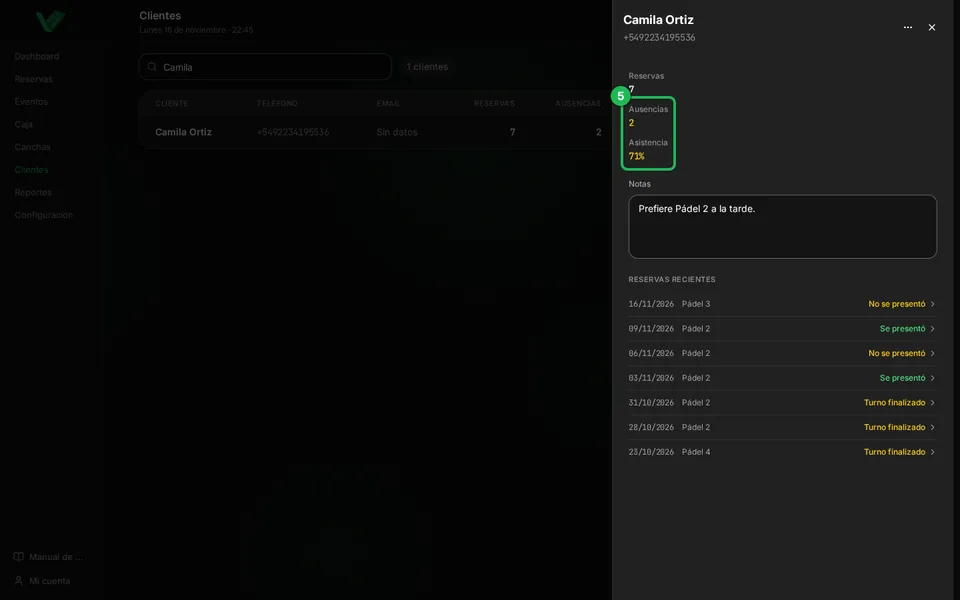 Clientes
Lunes 16 de noviembre · 22:45
Dashboard
Reservas
Eventos
Caja
Canchas
Clientes
Reportes
Configuración
Manual de ...
Mi cuenta
Camila
1 clientes
CLIENTE TELÉFONO EMAIL RESERVAS AUSENCIAS
Camila Ortiz +5492234195536 Sin datos 7 2
Camila Ortiz
+5492234195536
Reservas
7
5
Ausencias
2
Asistencia
71%
Notas
Prefiere Pádel 2 a la tarde.
RESERVAS RECIENTES
16/11/2026 Pádel 3 No se presentó
09/11/2026 Pádel 2 Se presentó
06/11/2026 Pádel 2 No se presentó
03/11/2026 Pádel 2 Se presentó
31/10/2026 Pádel 2 Turno finalizado
28/10/2026 Pádel 2 Turno finalizado
23/10/2026 Pádel 4 Turno finalizado